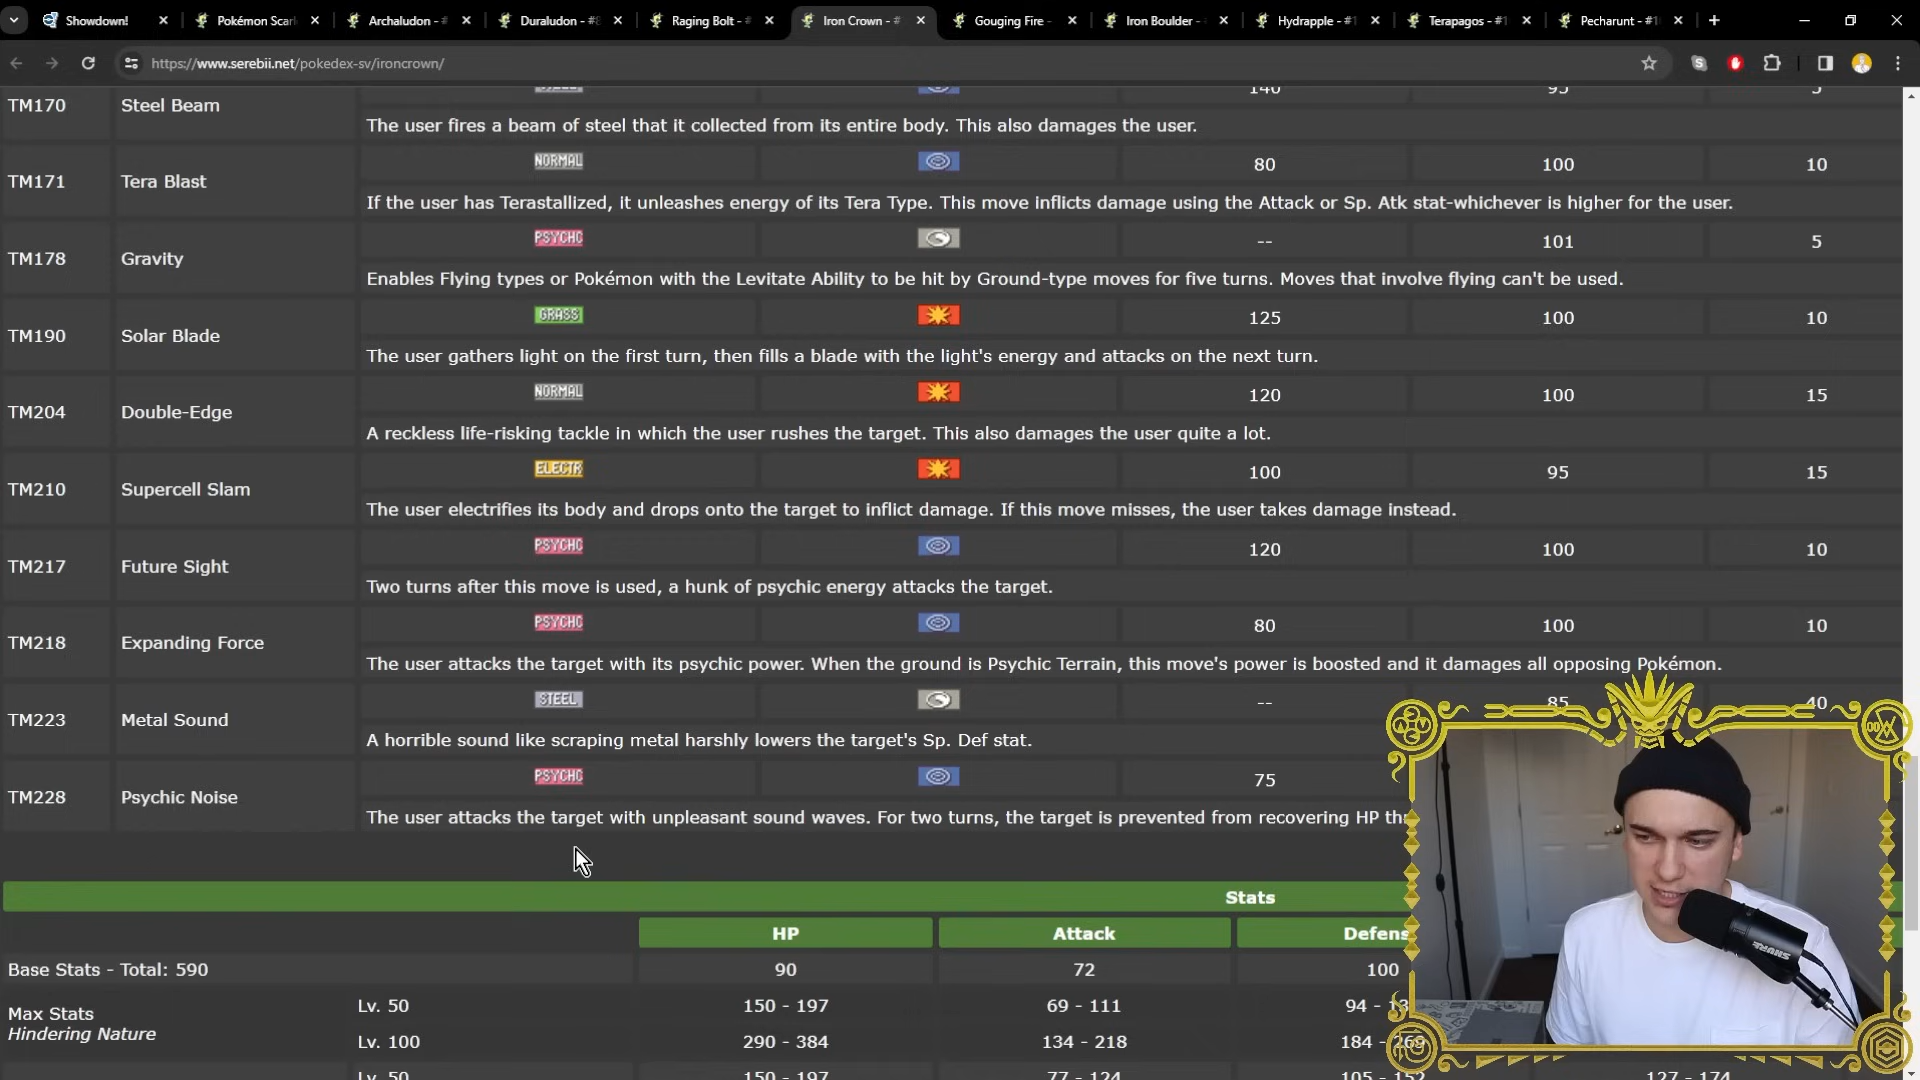 Showdown!
Pokémon Scarl
Archaludon - #
Duraludon - #8
Raging Bolt - #
Iron Crown - #
Gouging Fire -
Iron Boulder -
Hydrapple - #1
Terapagos - #1
Pecharunt - #1
https://www.serebii.net/pokedex-sv/ironcrown/
TM170 Steel Beam STEEL 140 95 5
The user fires a beam of steel that it collected from its entire body. This also damages the user.
TM171 Tera Blast NORMAL 80 100 10
If the user has Terastallized, it unleashes energy of its Tera Type. This move inflicts damage using the Attack or Sp. Atk stat-whichever is higher for the user.
TM178 Gravity PSYCHC -- 101 5
Enables Flying types or Pokémon with the Levitate Ability to be hit by Ground-type moves for five turns. Moves that involve flying can't be used.
TM190 Solar Blade GRASS 125 100 10
The user gathers light on the first turn, then fills a blade with the light's energy and attacks on the next turn.
TM204 Double-Edge NORMAL 120 100 15
A reckless life-risking tackle in which the user rushes the target. This also damages the user quite a lot.
TM210 Supercell Slam ELECTR 100 95 15
The user electrifies its body and drops onto the target to inflict damage. If this move misses, the user takes damage instead.
TM217 Future Sight PSYCHC 120 100 10
Two turns after this move is used, a hunk of psychic energy attacks the target.
TM218 Expanding Force PSYCHC 80 100 10
The user attacks the target with its psychic power. When the ground is Psychic Terrain, this move's power is boosted and it damages all opposing Pokémon.
TM223 Metal Sound STEEL -- 85 40
A horrible sound like scraping metal harshly lowers the target's Sp. Def stat.
TM228 Psychic Noise PSYCHC 75
The user attacks the target with unpleasant sound waves. For two turns, the target is prevented from recovering HP thr
Stats
HP Attack Defens
Base Stats - Total: 590 90 72 100
Max Stats
Hindering Nature
Lv. 50 150 - 197 69 - 111 94 - 13
Lv. 100 290 - 384 134 - 218 184 - 269
Lv. 50 150 - 197 77 - 124 105 - 152 127 - 174
SHURE